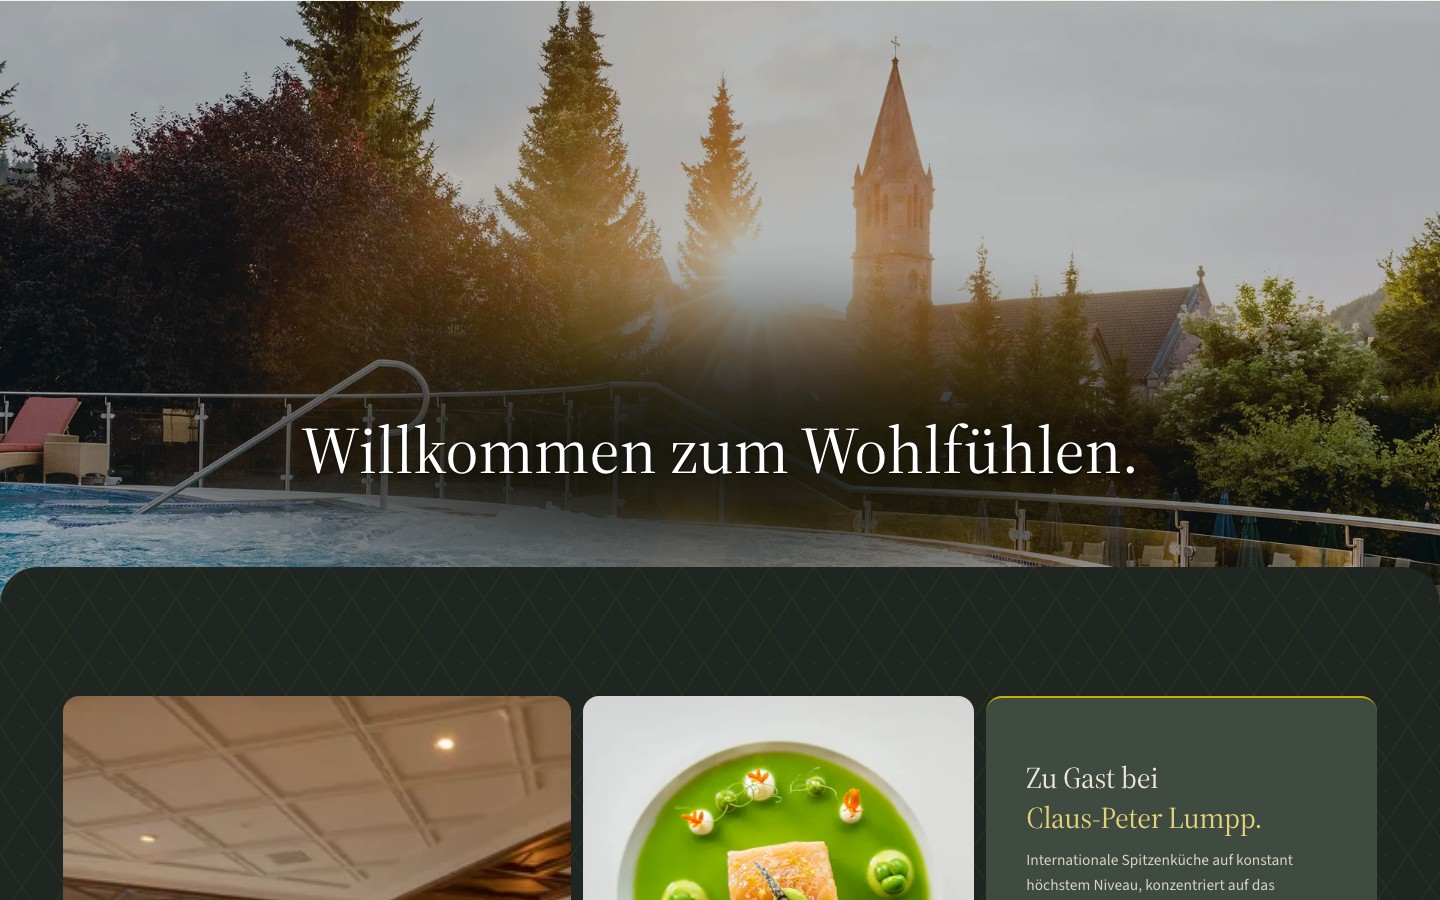 Willkommen zum Wohlfühlen.
Zu Gast bei
Claus-Peter Lumpp.
Internationale Spitzenküche auf konstant
höchstem Niveau, konzentriert auf das